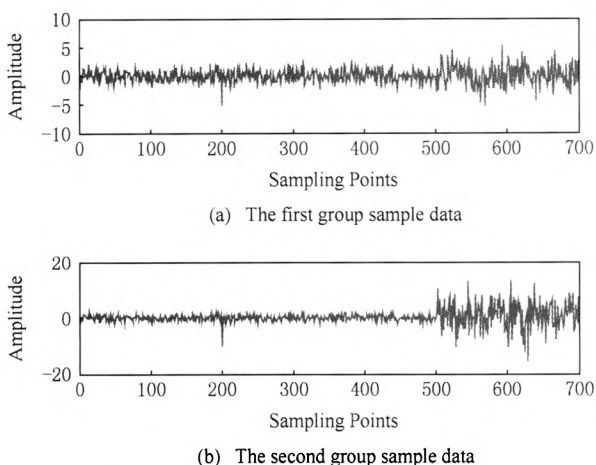 10
5
0
−5
−10
Amplitude
0 100 200 300 400 500 600 700
Sampling Points
(a) The first group sample data
20
0
−20
Amplitude
0 100 200 300 400 500 600 700
Sampling Points
(b) The second group sample data